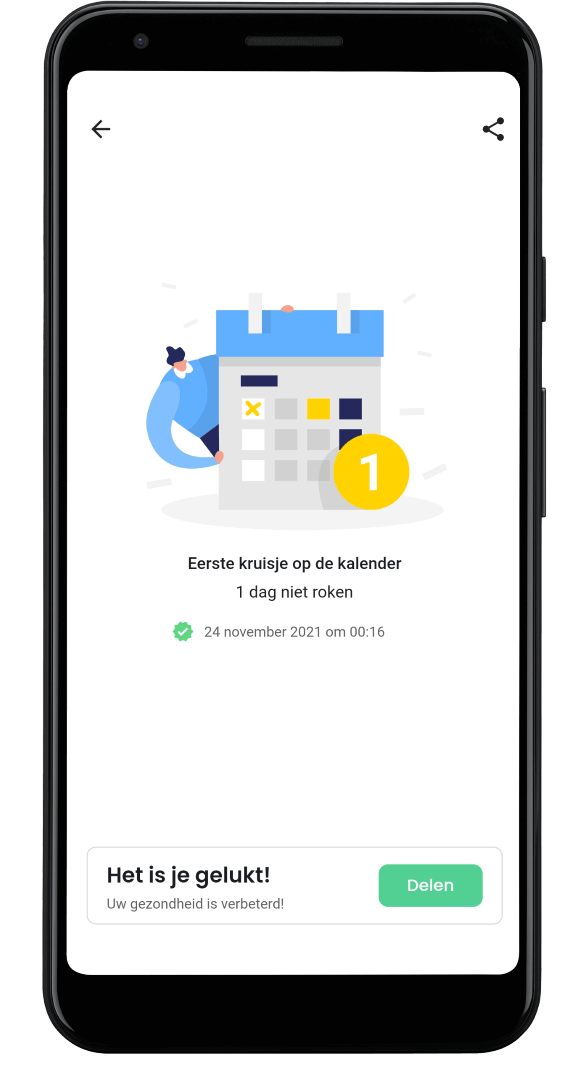 1
Eerste kruisje op de kalender
1 dag niet roken
24 november 2021 om 00:16
Het is je gelukt!
Uw gezondheid is verbeterd!
Delen